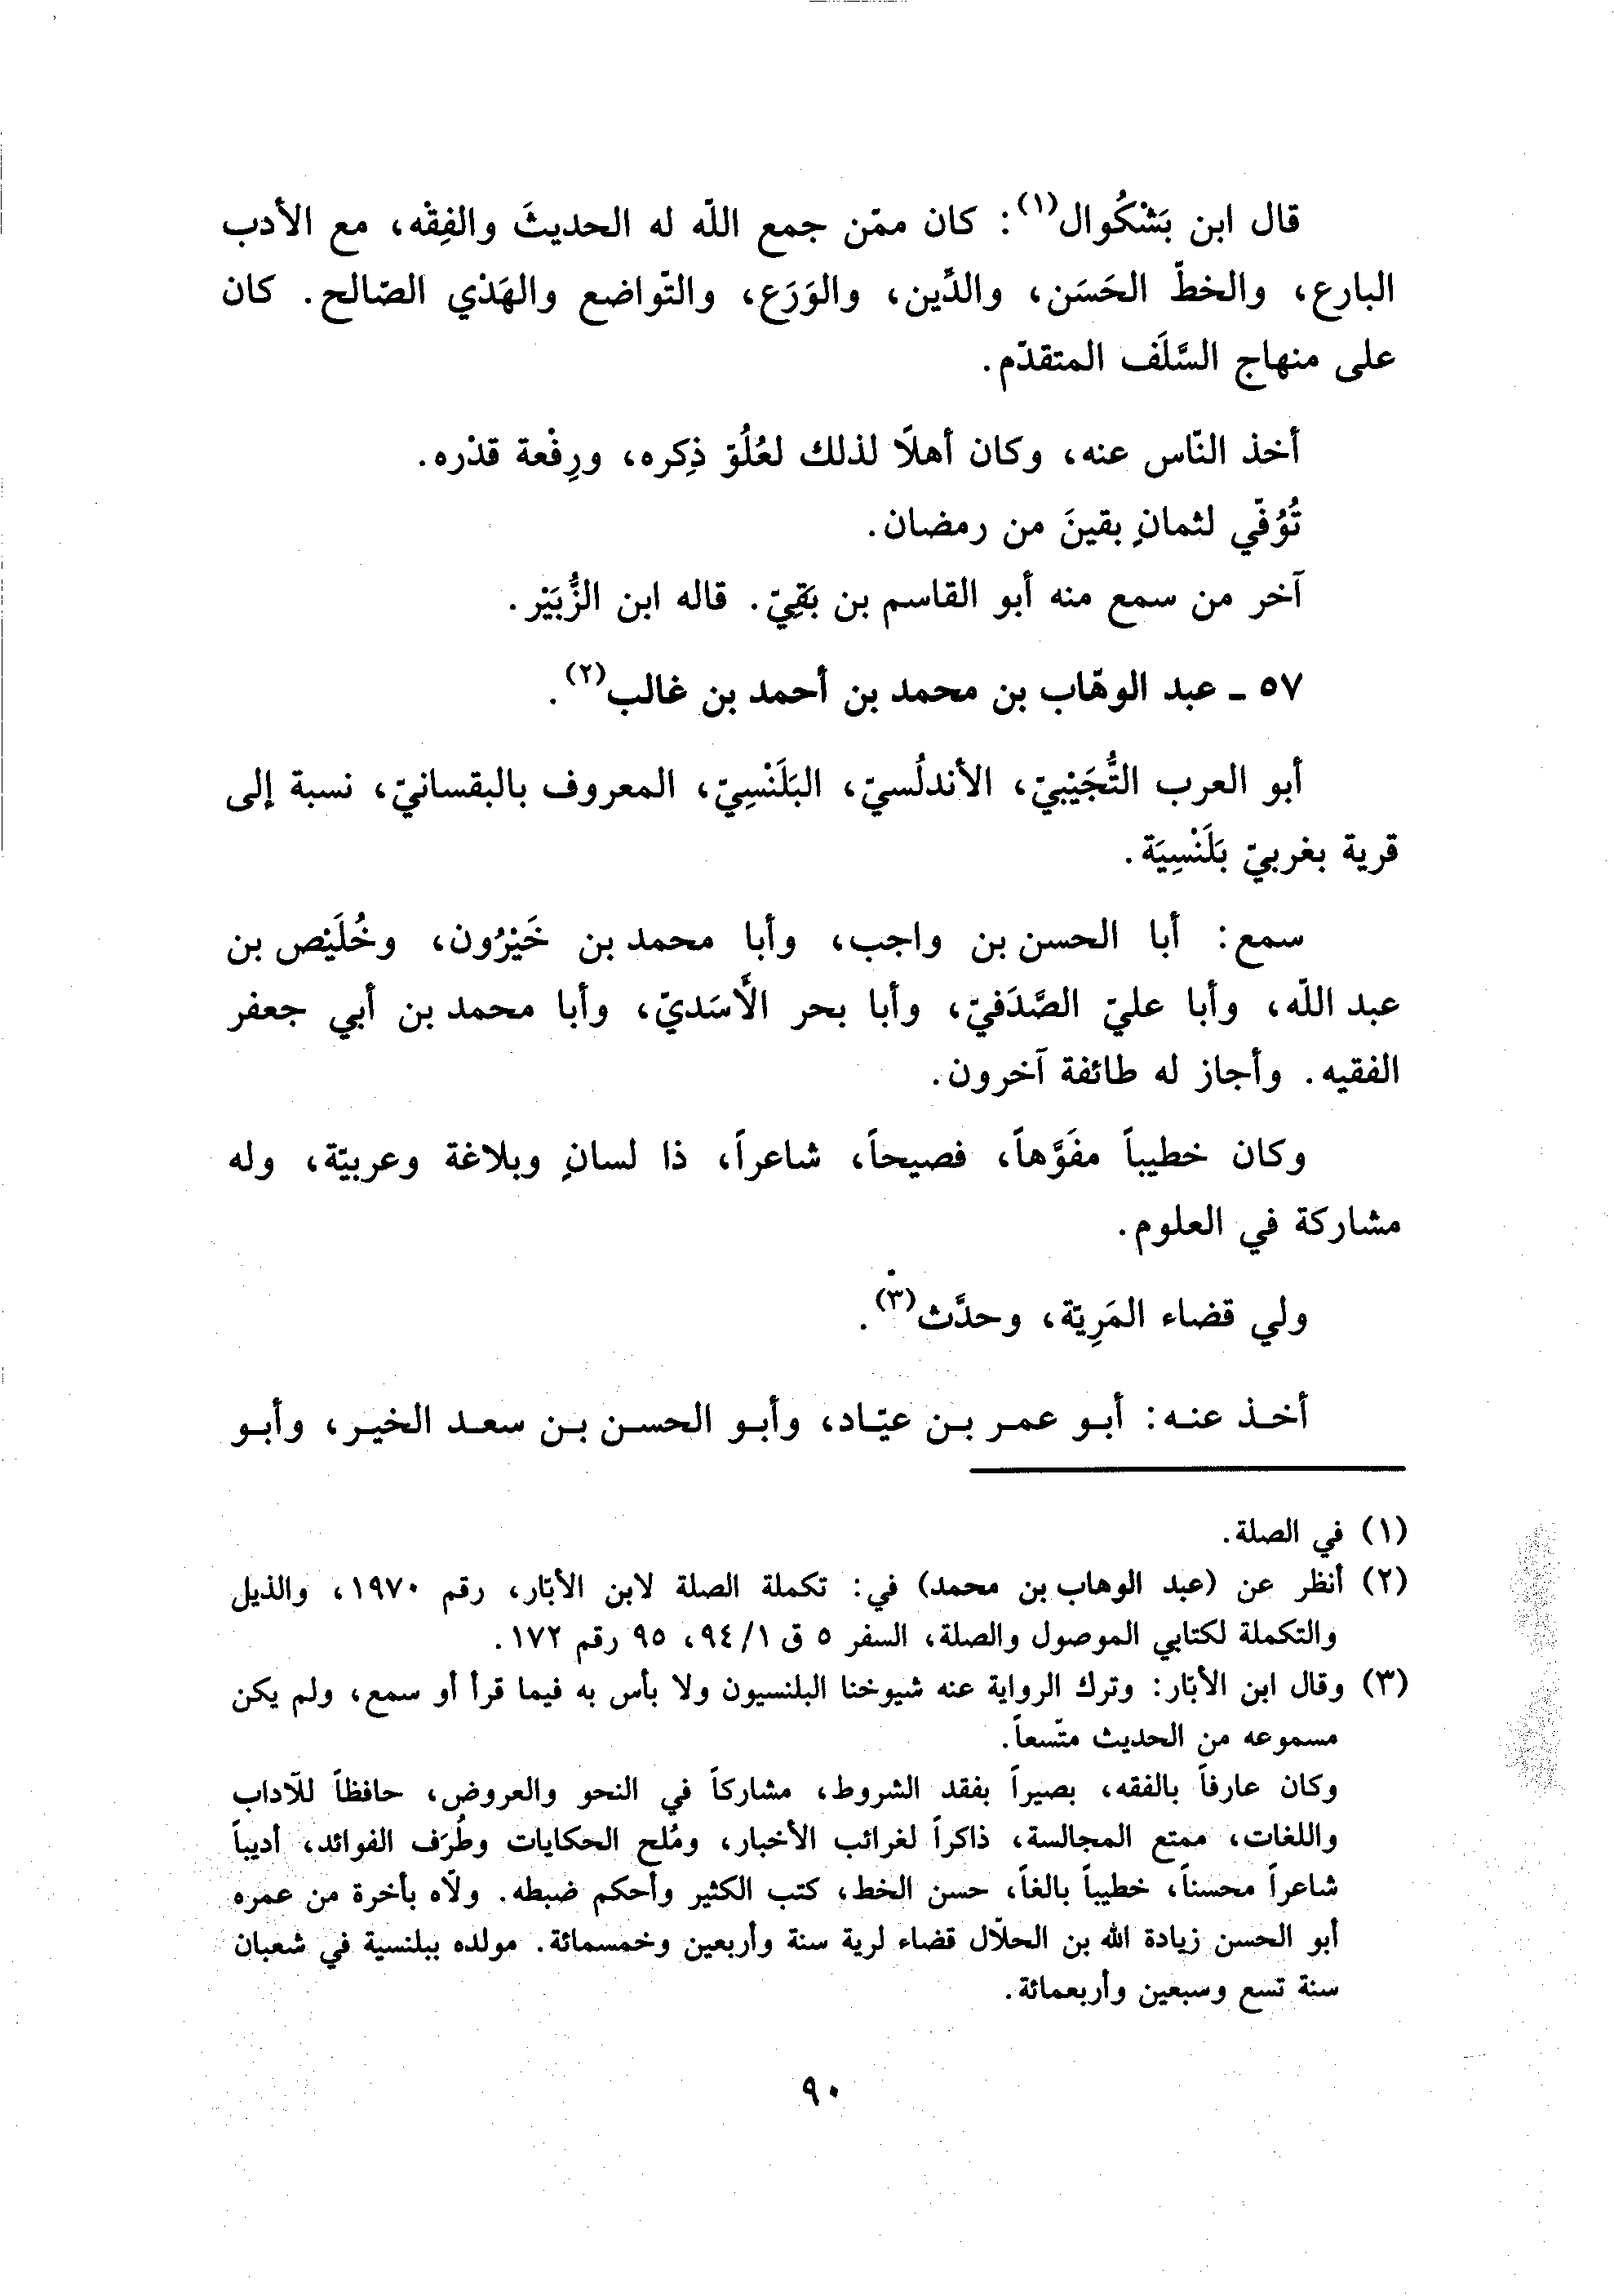 قال ابن بَشْكُوال(١): كان ممّن جمع اللّه له الحديثَ والفِقْه، مع الأدب
البارع، والخطّ الحَسَن، والدِّين، والوَرَع، والتّواضع والهَدْي الصّالح. كان
على منهاج السَّلَف المتقدّم.
أخذ النّاس عنه، وكان أهلًا لذلك لعُلُوّ ذِكره، ورِفْعة قدْره.
تُوُفّي لثمانٍ بقينَ من رمضان.
آخر من سمع منه أبو القاسم بن بَقِيّ. قاله ابن الزُّبَيْر.
٥٧ ـ عبد الوهّاب بن محمد بن أحمد بن غالب(٢).
أبو العرب التُّجَيْبيّ، الأندلُسيّ، البَلَنْسِيّ، المعروف بالبقسانيّ، نسبة إلى
قرية بغربيّ بَلَنْسِيَة.
سمع: أبا الحسن بن واجب، وأبا محمد بن خَيْرُون، وخُلَيْص بن
عبد اللّه، وأبا عليّ الصَّدَفيّ، وأبا بحر الأَسَديّ، وأبا محمد بن أبي جعفر
الفقيه. وأجاز له طائفة آخرون.
وكان خطيباً مفَوَّهاً، فصيحاً، شاعراً، ذا لسانٍ وبلاغة وعربيّة، وله
مشاركة في العلوم.
ولي قضاء المَرِيّة، وحدَّث(٣).
أخذ عنه: أبو عمر بن عيّاد، وأبو الحسن بن سعد الخير، وأبو
(١) في الصلة.
(٢) أنظر عن (عبد الوهاب بن محمد) في: تكملة الصلة لابن الأبّار، رقم ١٩٧٠، والذيل
والتكملة لكتابي الموصول والصلة، السفر ٥ ق ٩٤/١، ٩٥ رقم ١٧٢.
(٣) وقال ابن الأبّار: وترك الرواية عنه شيوخنا البلنسيون ولا بأس به فيما قرأ أو سمع، ولم يكن
مسموعه من الحديث متّسعاً.
وكان عارفاً بالفقه، بصيراً بفقد الشروط، مشاركاً في النحو والعروض، حافظاً للآداب
واللغات، ممتع المجالسة، ذاكراً لغرائب الأخبار، ومُلح الحكايات وطُرَف الفوائد، أديباً
شاعراً محسناً، خطيباً بالغاً، حسن الخط، كتب الكثير وأحكم ضبطه. ولّاه بأخرة من عمره
أبو الحسن زيادة الله بن الحلّال قضاء لرية سنة وأربعين وخمسمائة. مولده ببلنسية في شعبان
سنة تسع وسبعين وأربعمائة.
٩٠